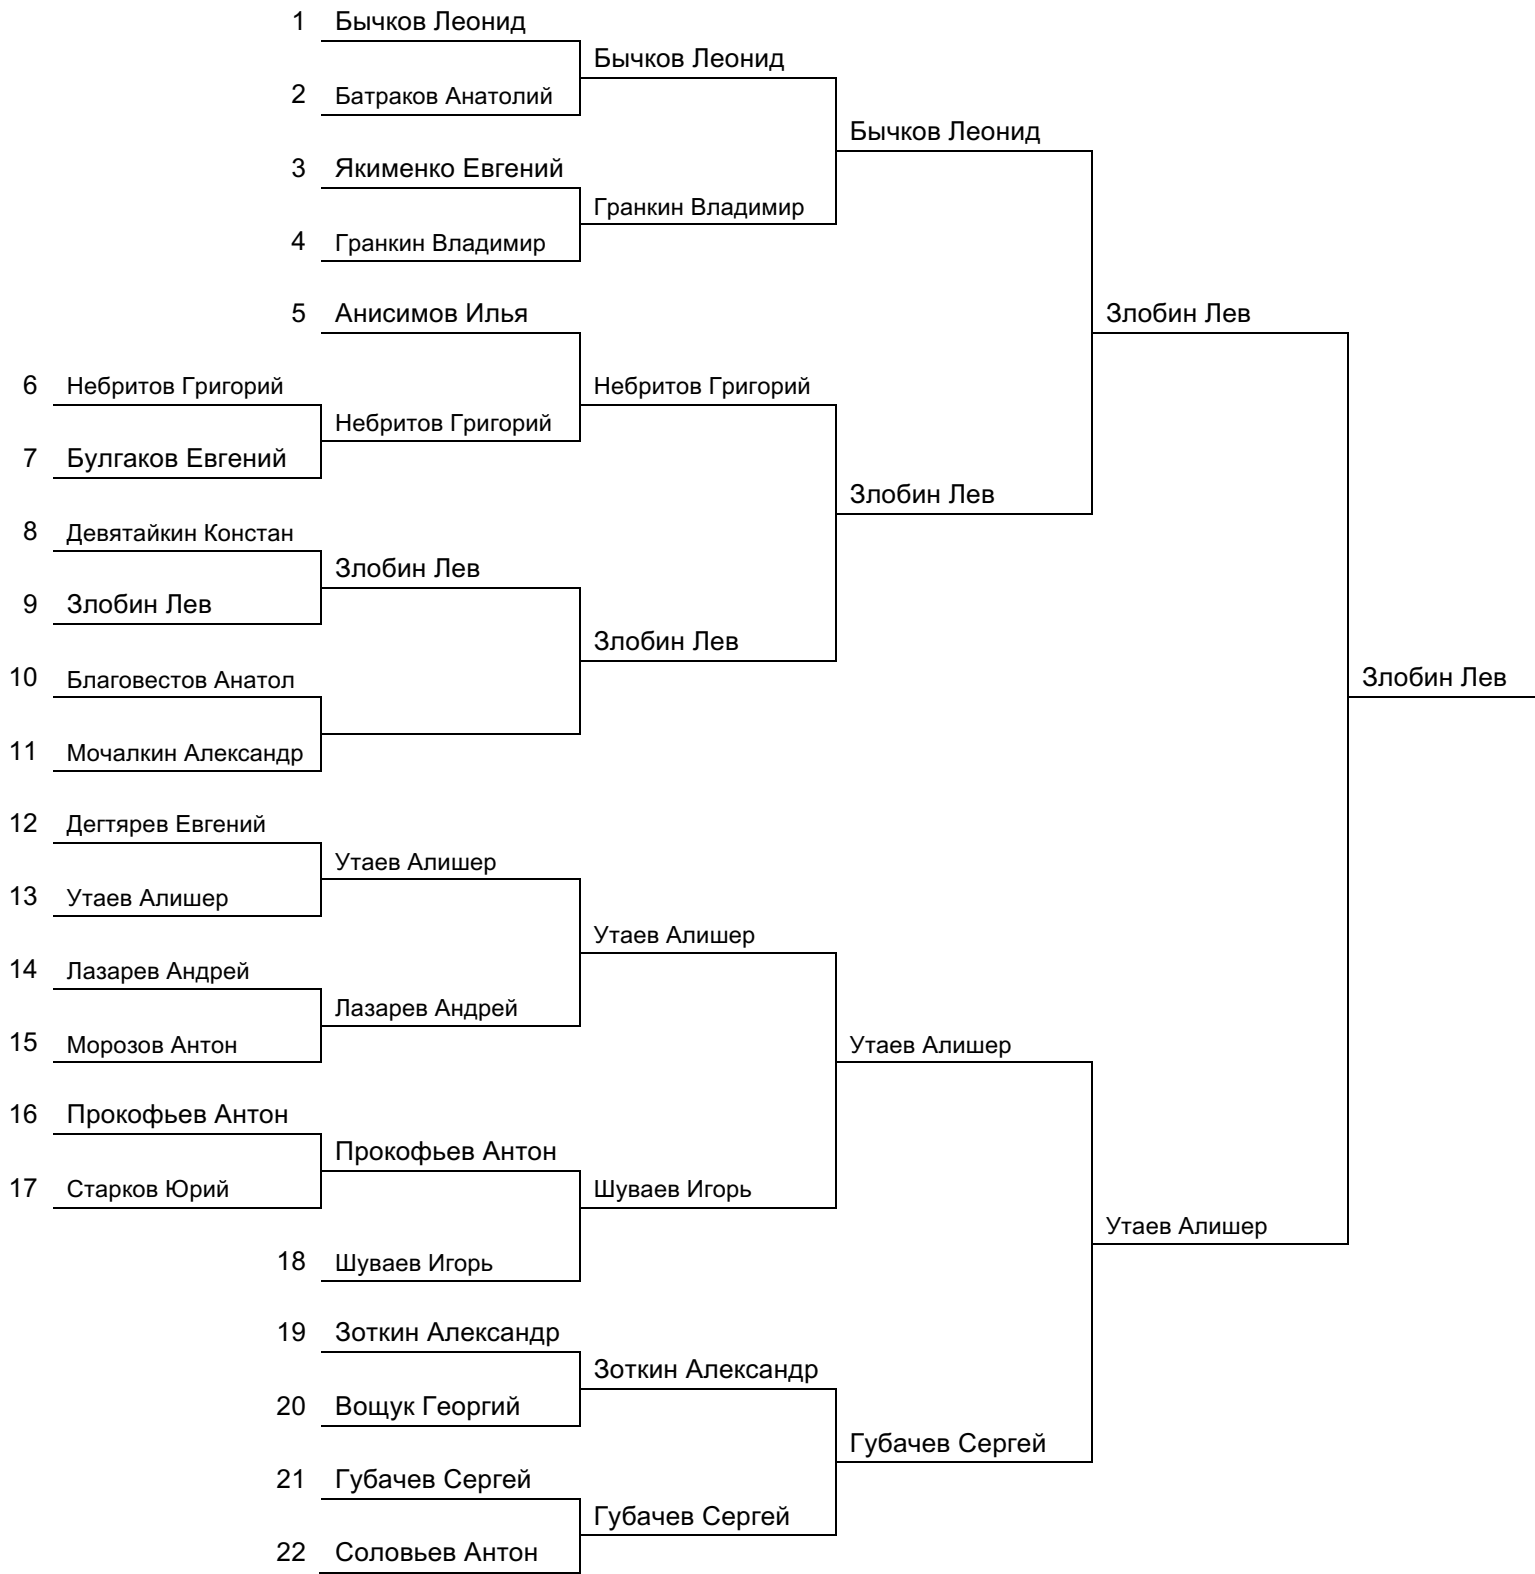 1 Бычков Леонид
Бычков Леонид
2 Батраков Анатолий
Бычков Леонид
3 Якименко Евгений
Гранкин Владимир
4 Гранкин Владимир
5 Анисимов Илья
Злобин Лев
6 Небритов Григорий
Небритов Григорий
Небритов Григорий
7 Булгаков Евгений
Злобин Лев
8 Девятайкин Констан
Злобин Лев
9 Злобин Лев
Злобин Лев
10 Благовестов Анатол
Злобин Лев
11 Мочалкин Александр
12 Дегтярев Евгений
Утаев Алишер
13 Утаев Алишер
Утаев Алишер
14 Лазарев Андрей
Лазарев Андрей
15 Морозов Антон
Утаев Алишер
16 Прокофьев Антон
Прокофьев Антон
17 Старков Юрий
Шуваев Игорь
Утаев Алишер
18 Шуваев Игорь
19 Зоткин Александр
Зоткин Александр
20 Вощук Георгий
Губачев Сергей
21 Губачев Сергей
Губачев Сергей
22 Соловьев Антон